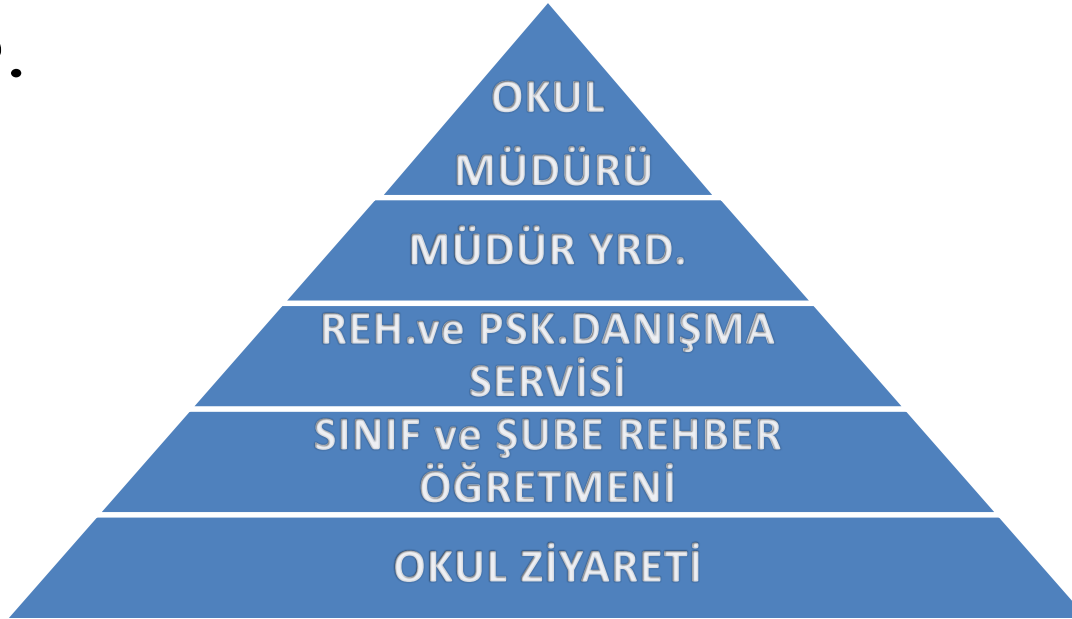 OKUL
MÜDÜRÜ
MÜDÜR YRD.
REH.ve PSK.DANIŞMA
SERVİSİ
SINIF ve ŞUBE REHBER
ÖĞRETMENİ
OKUL ZİYARETİ